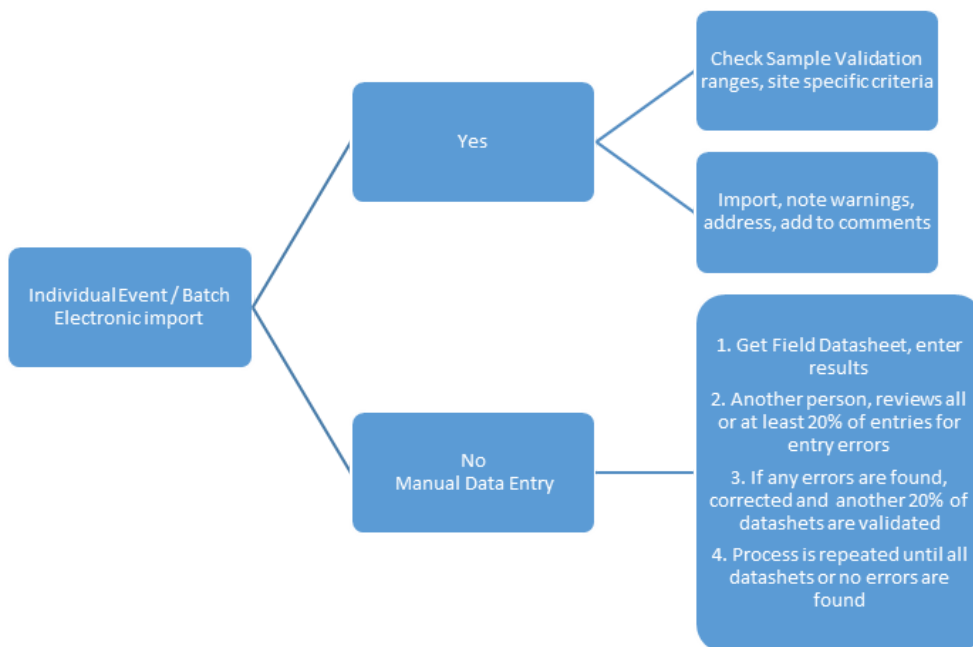 Check Sample Validation
ranges, site specific criteria
Yes
Import, note warnings,
address, add to comments
Individual Event / Batch
Electronic import
1. Get Field Datasheet, enter
results
2. Another person, reviews all
or at least 20% of entries for
entry errors
3. If any errors are found,
corrected and another 20% of
datashets are validated
4. Process is repeated until all
datashets or no errors are
found
No
Manual Data Entry